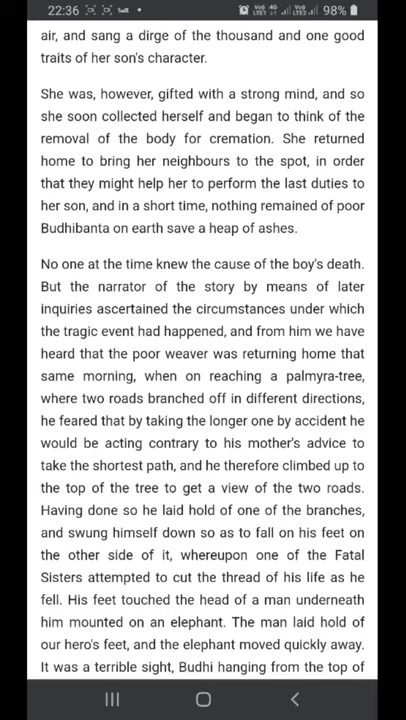 22:36 Saft • Vo)) 4G Vo)) LTE1 LTE2 98%
air, and sang a dirge of the thousand and one good
traits of her son's character.
She was, however, gifted with a strong mind, and so
she soon collected herself and began to think of the
removal of the body for cremation. She returned
home to bring her neighbours to the spot, in order
that they might help her to perform the last duties to
her son, and in a short time, nothing remained of poor
Budhibanta on earth save a heap of ashes.
No one at the time knew the cause of the boy's death.
But the narrator of the story by means of later
inquiries ascertained the circumstances under which
the tragic event had happened, and from him we have
heard that the poor weaver was returning home that
same morning, when on reaching a palmyra-tree,
where two roads branched off in different directions,
he feared that by taking the longer one by accident he
would be acting contrary to his mother's advice to
take the shortest path, and he therefore climbed up to
the top of the tree to get a view of the two roads.
Having done so he laid hold of one of the branches,
and swung himself down so as to fall on his feet on
the other side of it, whereupon one of the Fatal
Sisters attempted to cut the thread of his life as he
fell. His feet touched the head of a man underneath
him mounted on an elephant. The man laid hold of
our hero's feet, and the elephant moved quickly away.
It was a terrible sight, Budhi hanging from the top of